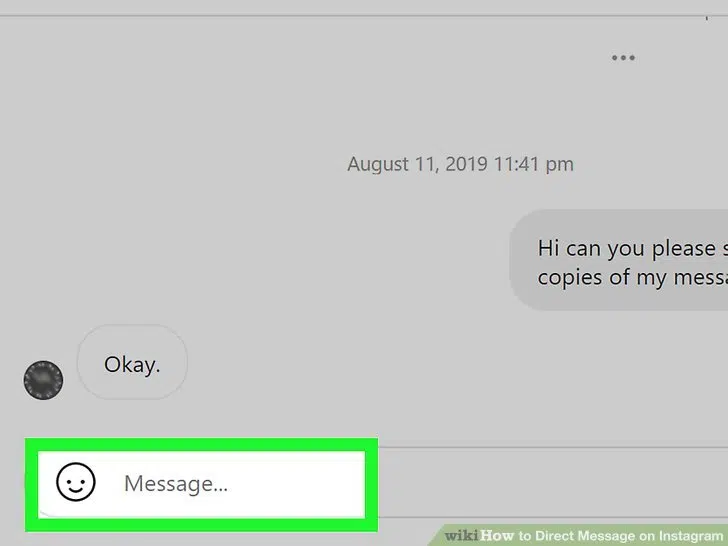 August 11, 2019 11:41 pm
Hi can you please
copies of my
Okay.
Message...
wikiHow to Direct Message on Instagram